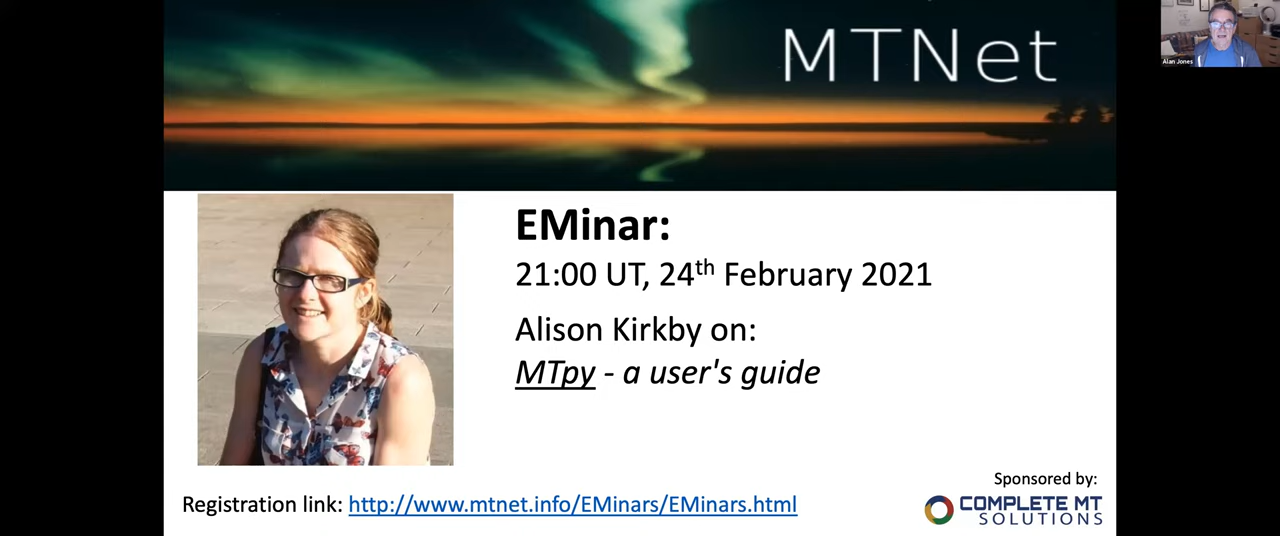 MTNet
Alan Jones
EMinar:
21:00 UT, 24th February 2021
Alison Kirkby on:
MTpy - a user's guide
Sponsored by:
Registration link: http://www.mtnet.info/EMinars/EMinars.html
COMPLETE MT
SOLUTIONS